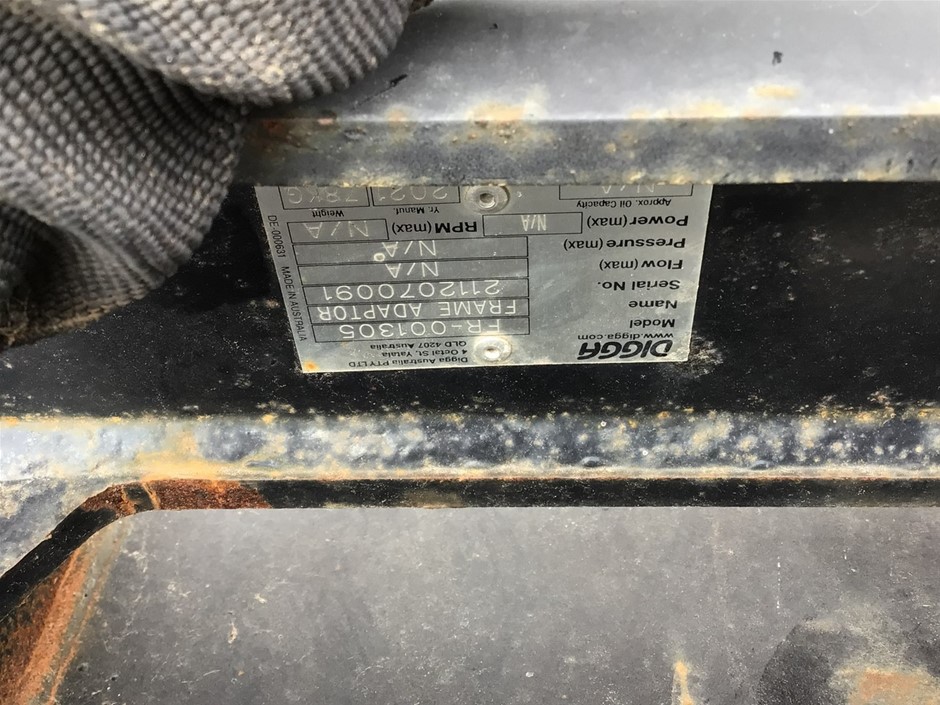 DIGGA
www.digga.com
Digga Australia PTY LTD
4 Octal St, Yatala
QLD 4207 Australia
Model FR-001305
Name FRAME ADAPTOR
Serial No. 2112070091
Flow (max) N/A
Pressure (max) N/A
Power (max) N/A RPM (max) N/A
Approx. Oil Capacity N/A Yr. Manuf. 2021 Weight 78KG
DE-000631 MADE IN AUSTRALIA